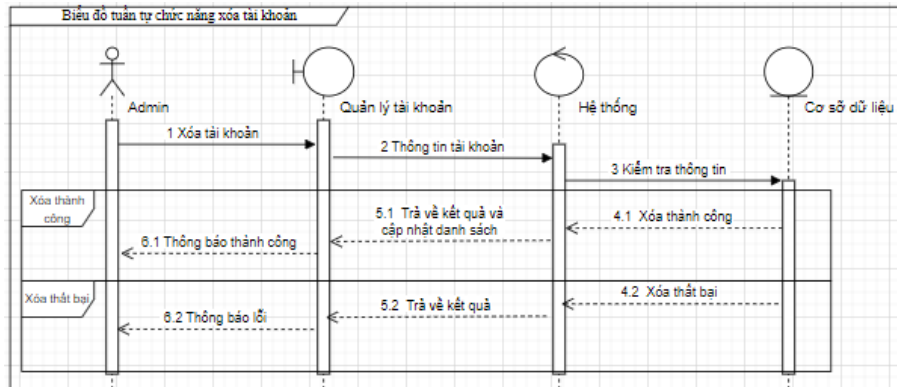 Biểu đồ tuần tự chức năng xóa tài khoản
Admin
Quản lý tài khoản
Hệ thống
Cơ sỡ dữ liệu
1 Xóa tài khoản
2 Thông tin tài khoản
3 Kiểm tra thông tin
Xóa thành
công
5.1 Trả về kết quả và
cập nhật danh sách
4.1 Xóa thành công
6.1 Thông báo thành công
Xóa thất bại
4.2 Xóa thất bại
5.2 Trả về kết quả
6.2 Thông báo lỗi